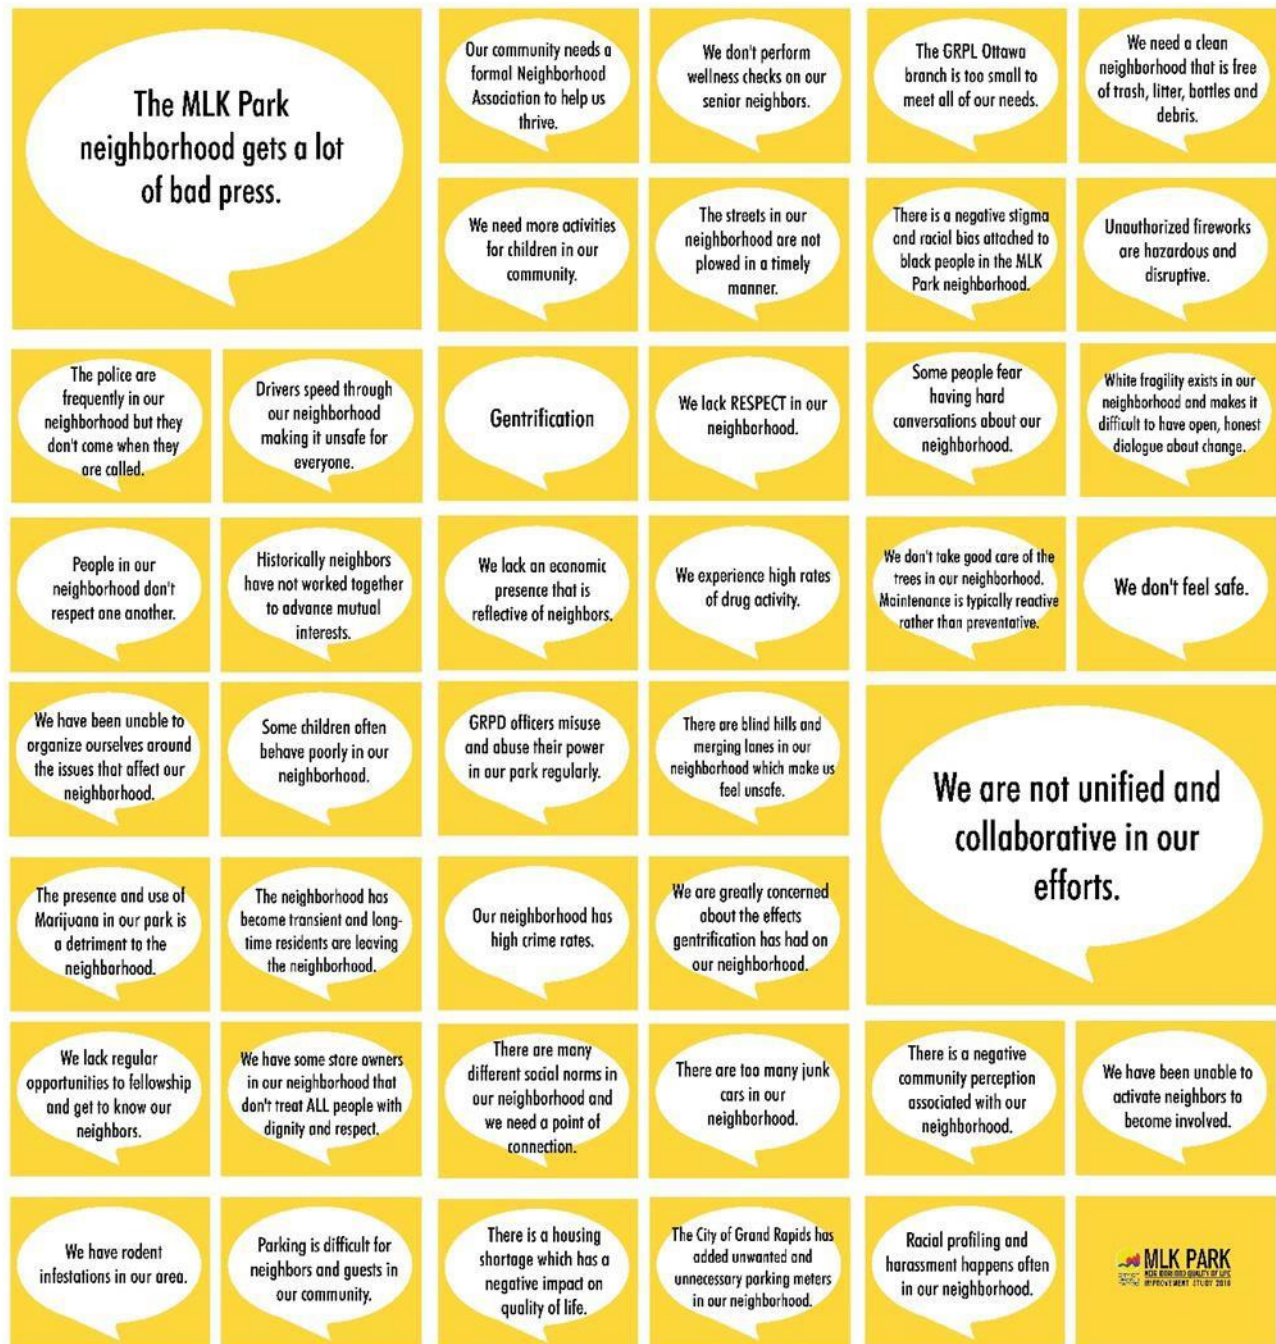 The MLK Park
neighborhood gets a lot
of bad press.
Our community needs a
formal Neighborhood
Association to help us
thrive.
We don't perform
wellness checks on our
senior neighbors.
The GRPL Ottawa
branch is too small to
meet all of our needs.
We need a clean
neighborhood that is free
of trash, litter, bottles and
debris.
We need more activities
for children in our
community.
The streets in our
neighborhood are not
plowed in a timely
manner.
There is a negative stigma
and racial bias attached to
black people in the MLK
Park neighborhood.
Unauthorized fireworks
are hazardous and
disruptive.
The police are
frequently in our
neighborhood but they
don't come when they
are called.
Drivers speed through
our neighborhood
making it unsafe for
everyone.
Gentrification
We lack RESPECT in our
neighborhood.
Some people fear
having hard
conversations about our
neighborhood.
White fragility exists in our
neighborhood and makes it
difficult to have open, honest
dialogue about change.
People in our
neighborhood don't
respect one another.
Historically neighbors
have not worked together
to advance mutual
interests.
We lack an economic
presence that is
reflective of neighbors.
We experience high rates
of drug activity.
We don't take good care of the
trees in our neighborhood.
Maintenance is typically reactive
rather than preventative.
We don't feel safe.
We have been unable to
organize ourselves around
the issues that affect our
neighborhood.
Some children often
behave poorly in our
neighborhood.
GRPD officers misuse
and abuse their power
in our park regularly.
There are blind hills and
merging lanes in our
neighborhood which make us
feel unsafe.
We are not unified and
collaborative in our
efforts.
The presence and use of
Marijuana in our park is
a detriment to the
neighborhood.
The neighborhood has
become transient and long-
time residents are leaving
the neighborhood.
Our neighborhood has
high crime rates.
We are greatly concerned
about the effects
gentrification has had on
our neighborhood.
We lack regular
opportunities to fellowship
and get to know our
neighbors.
We have some store owners
in our neighborhood that
don't treat ALL people with
dignity and respect.
There are many
different social norms in
our neighborhood and
we need a point of
connection.
There are too many junk
cars in our
neighborhood.
There is a negative
community perception
associated with our
neighborhood.
We have been unable to
activate neighbors to
become involved.
We have rodent
infestations in our area.
Parking is difficult for
neighbors and guests in
our community.
There is a housing
shortage which has a
negative impact on
quality of life.
The City of Grand Rapids has
added unwanted and
unnecessary parking meters
in our neighborhood.
Racial profiling and
harassment happens often
in our neighborhood.
MLK PARK
NEIGHBORHOOD QUALITY OF LIFE
IMPROVEMENT STUDY 2018